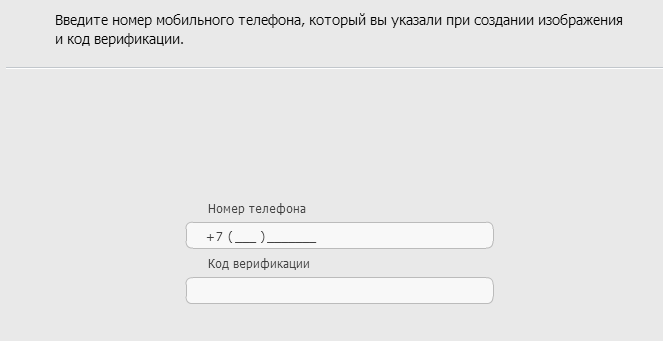 Введите номер мобильного телефона, который вы указали при создании изображения
и код верификации.
Номер телефона
+7 (___ )_______
Код верификации